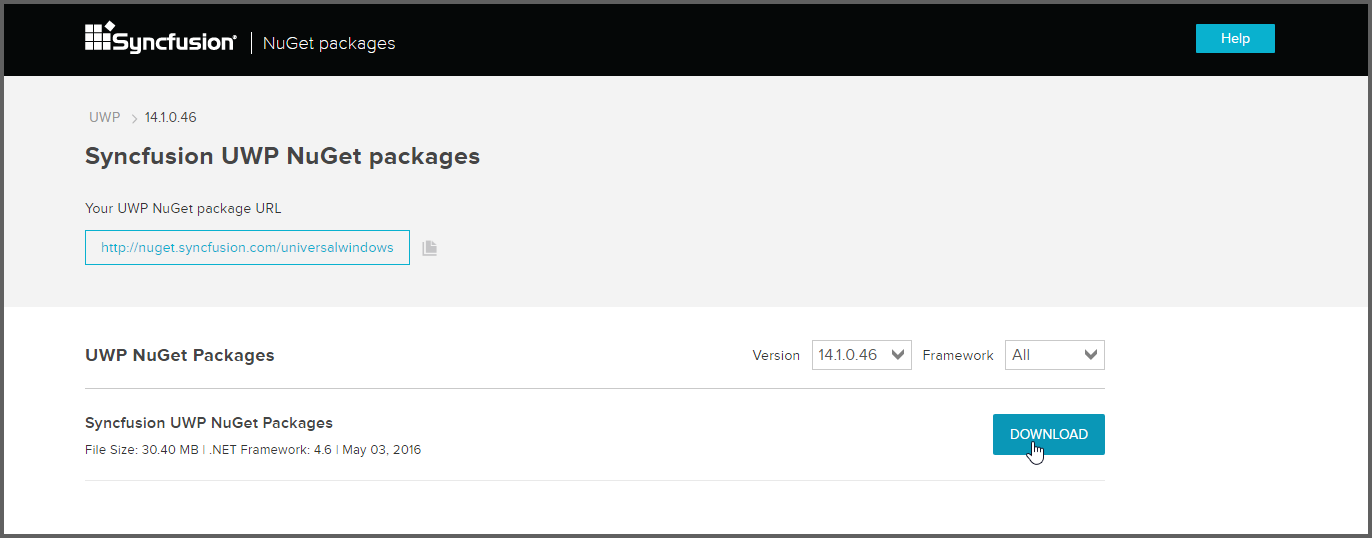 Syncfusion® | NuGet packages
Help
UWP > 14.1.0.46
Syncfusion UWP NuGet packages
Your UWP NuGet package URL
http://nuget.syncfusion.com/universalwindows
UWP NuGet Packages
Version 14.1.0.46 Framework All
Syncfusion UWP NuGet Packages
DOWNLOAD
File Size: 30.40 MB | .NET Framework: 4.6 | May 03, 2016